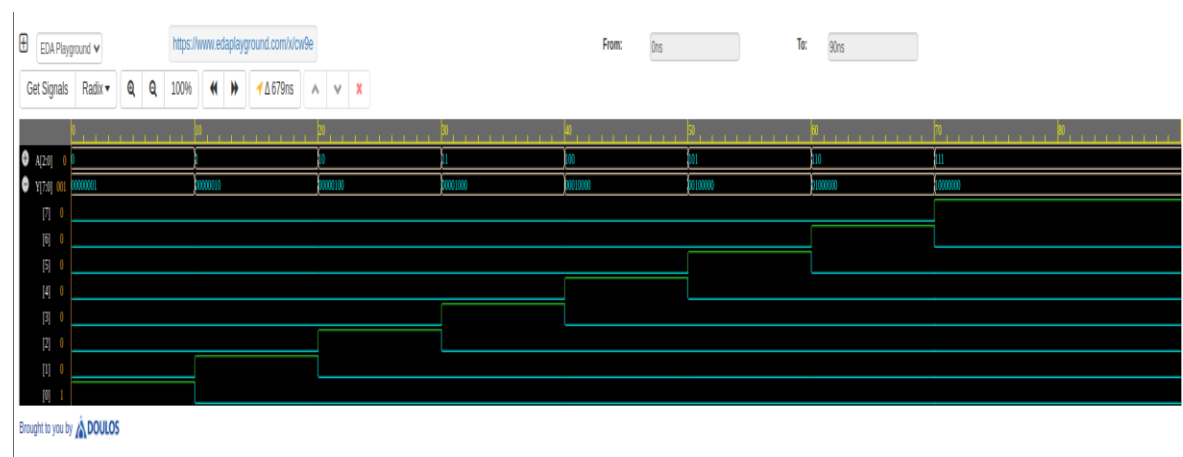 EDA Playground https://www.edaplayground.com/x/cw9e From: 0ns To: 90ns
Get Signals Radix 100% Δ 679ns x
0 10 20 30 40 50 60 70 80
A[2:0] 0 0 1 10 11 100 101 110 111
Y[7:0] 001 00000001 00000010 00000100 00001000 00010000 00100000 01000000 10000000
[7] 0
[6] 0
[5] 0
[4] 0
[3] 0
[2] 0
[1] 0
[0] 1
Brought to you by DOULOS